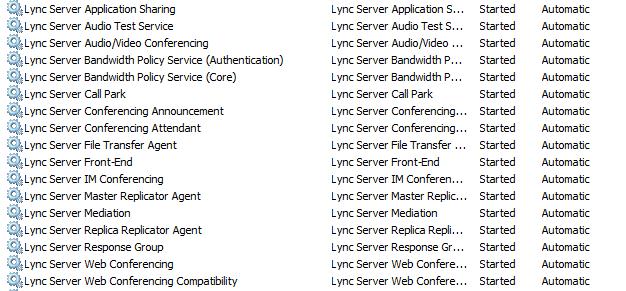 Lync Server Application Sharing Lync Server Application S... Started Automatic
Lync Server Audio Test Service Lync Server Audio Test S... Started Automatic
Lync Server Audio/Video Conferencing Lync Server Audio/Video ... Started Automatic
Lync Server Bandwidth Policy Service (Authentication) Lync Server Bandwidth P... Started Automatic
Lync Server Bandwidth Policy Service (Core) Lync Server Bandwidth P... Started Automatic
Lync Server Call Park Lync Server Call Park Started Automatic
Lync Server Conferencing Announcement Lync Server Conferencing... Started Automatic
Lync Server Conferencing Attendant Lync Server Conferencing... Started Automatic
Lync Server File Transfer Agent Lync Server File Transfer ... Started Automatic
Lync Server Front-End Lync Server Front-End Started Automatic
Lync Server IM Conferencing Lync Server IM Conferen... Started Automatic
Lync Server Master Replicator Agent Lync Server Master Replic... Started Automatic
Lync Server Mediation Lync Server Mediation Started Automatic
Lync Server Replica Replicator Agent Lync Server Replica Repli... Started Automatic
Lync Server Response Group Lync Server Response Gr... Started Automatic
Lync Server Web Conferencing Lync Server Web Confere... Started Automatic
Lync Server Web Conferencing Compatibility Lync Server Web Confere... Started Automatic